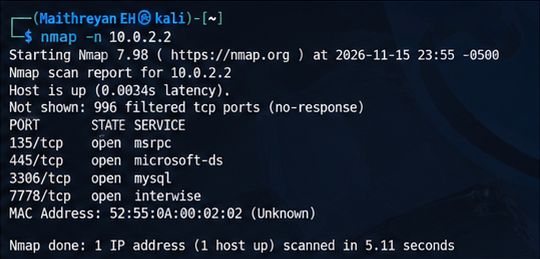 ┌──(Maithreyan EH㉿kali)-[~]
└─$ nmap -n 10.0.2.2
Starting Nmap 7.98 ( https://nmap.org ) at 2026-11-15 23:55 -0500
Nmap scan report for 10.0.2.2
Host is up (0.0034s latency).
Not shown: 996 filtered tcp ports (no-response)
PORT     STATE SERVICE
135/tcp  open  msrpc
445/tcp  open  microsoft-ds
3306/tcp open  mysql
7778/tcp open  interwise
MAC Address: 52:55:0A:00:02:02 (Unknown)
Nmap done: 1 IP address (1 host up) scanned in 5.11 seconds